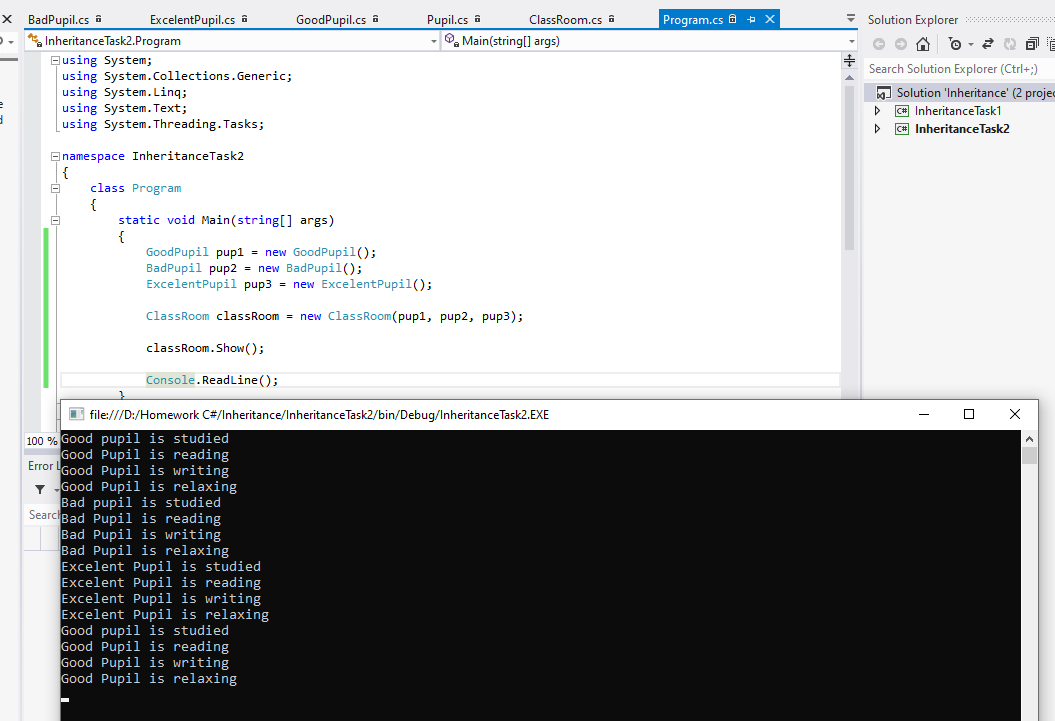 BadPupil.cs
ExcelentPupil.cs
GoodPupil.cs
Pupil.cs
ClassRoom.cs
Program.cs
InheritanceTask2.Program
Main(string[] args)
using System;
using System.Collections.Generic;
using System.Linq;
using System.Text;
using System.Threading.Tasks;
namespace InheritanceTask2
{
class Program
{
static void Main(string[] args)
{
GoodPupil pup1 = new GoodPupil();
BadPupil pup2 = new BadPupil();
ExcelentPupil pup3 = new ExcelentPupil();
ClassRoom classRoom = new ClassRoom(pup1, pup2, pup3);
classRoom.Show();
Console.ReadLine();
}
100 %
Error L
Search
Solution Explorer
Search Solution Explorer (Ctrl+;)
Solution 'Inheritance' (2 projec
InheritanceTask1
InheritanceTask2
file:///D:/Homework C#/Inheritance/InheritanceTask2/bin/Debug/InheritanceTask2.EXE
Good pupil is studied
Good Pupil is reading
Good Pupil is writing
Good Pupil is relaxing
Bad pupil is studied
Bad Pupil is reading
Bad Pupil is writing
Bad Pupil is relaxing
Excelent Pupil is studied
Excelent Pupil is reading
Excelent Pupil is writing
Excelent Pupil is relaxing
Good pupil is studied
Good Pupil is reading
Good Pupil is writing
Good Pupil is relaxing